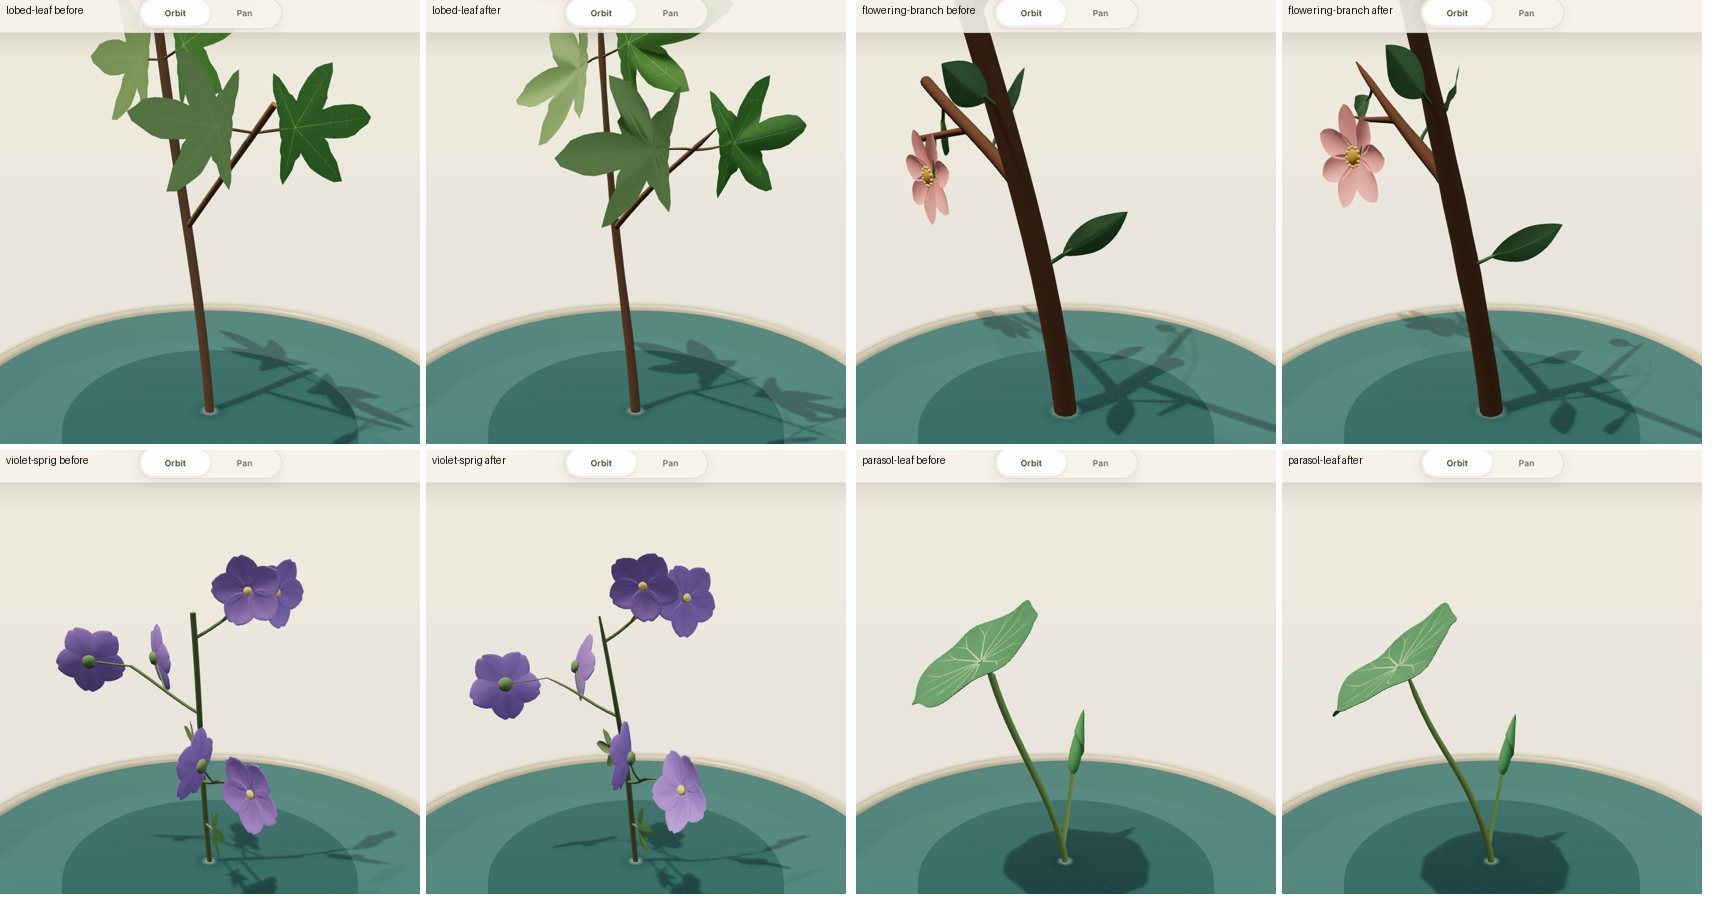 lobed-leaf before
Orbit Pan
lobed-leaf after
Orbit Pan
flowering-branch before
Orbit Pan
flowering-branch after
Orbit Pan
violet-sprig before
Orbit Pan
violet-sprig after
Orbit Pan
parasol-leaf before
Orbit Pan
parasol-leaf after
Orbit Pan